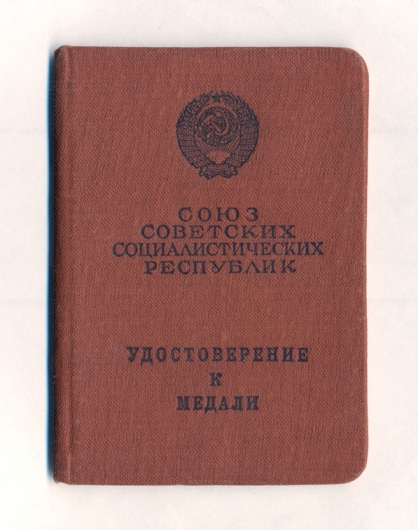 СОЮЗ
СОВЕТСКИХ
СОЦИАЛИСТИЧЕСКИХ
РЕСПУБЛИК
УДОСТОВЕРЕНИЕ
К
МЕДАЛИ